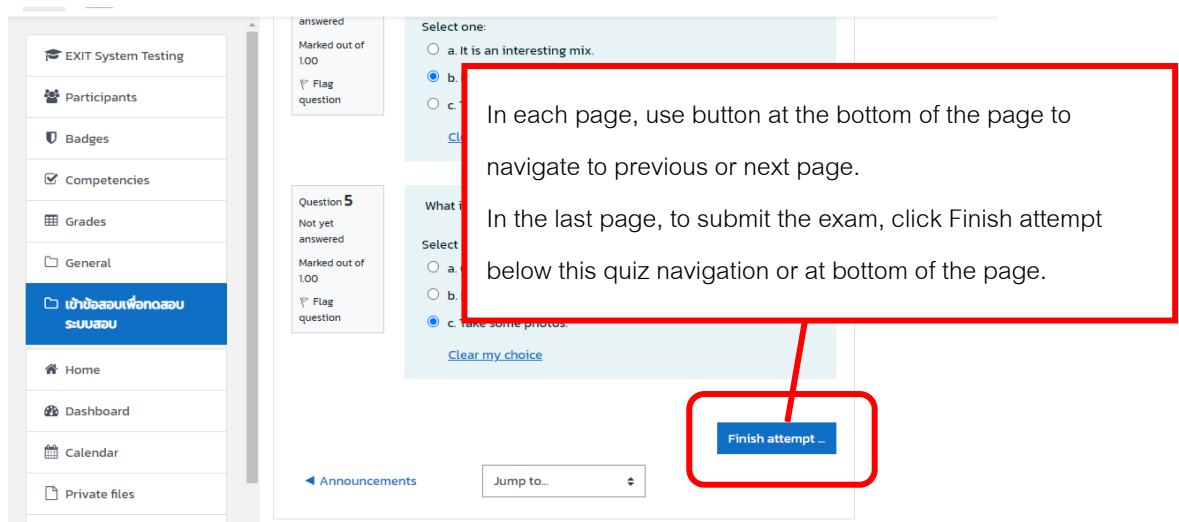 EXIT System Testing
Participants
Badges
Competencies
Grades
General
เข้าข้อสอบเพื่อทดสอบ
ระบบสอบ
Home
Dashboard
Calendar
Private files
answered
Marked out of
1.00
Flag
question
Select one:
a. It is an interesting mix.
b.
c.
Question 5
Not yet
answered
Marked out of
1.00
Flag
question
What
Select
a.
b.
c. Take some photos.
Clear my choice
In each page, use button at the bottom of the page to
navigate to previous or next page.
In the last page, to submit the exam, click Finish attempt
below this quiz navigation or at bottom of the page.
Finish attempt ...
◄ Announcements
Jump to...